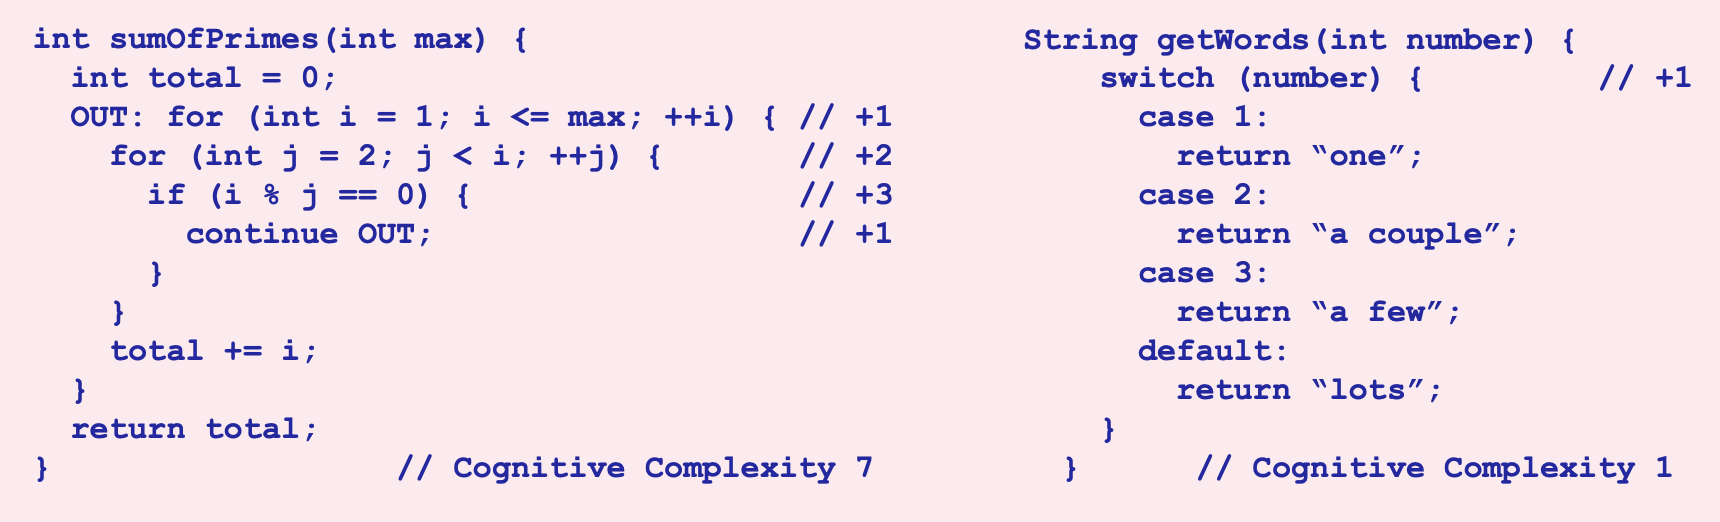 int sumOfPrimes(int max) {
  int total = 0;
  OUT: for (int i = 1; i <= max; ++i) { // +1
    for (int j = 2; j < i; ++j) {       // +2
      if (i % j == 0) {                 // +3
        continue OUT;                   // +1
      }
    }
    total += i;
  }
  return total;
}                  // Cognitive Complexity 7
String getWords(int number) {
    switch (number) {         // +1
      case 1:
        return “one”;
      case 2:
        return “a couple”;
      case 3:
        return “a few”;
      default:
        return “lots”;
    }
  }      // Cognitive Complexity 1